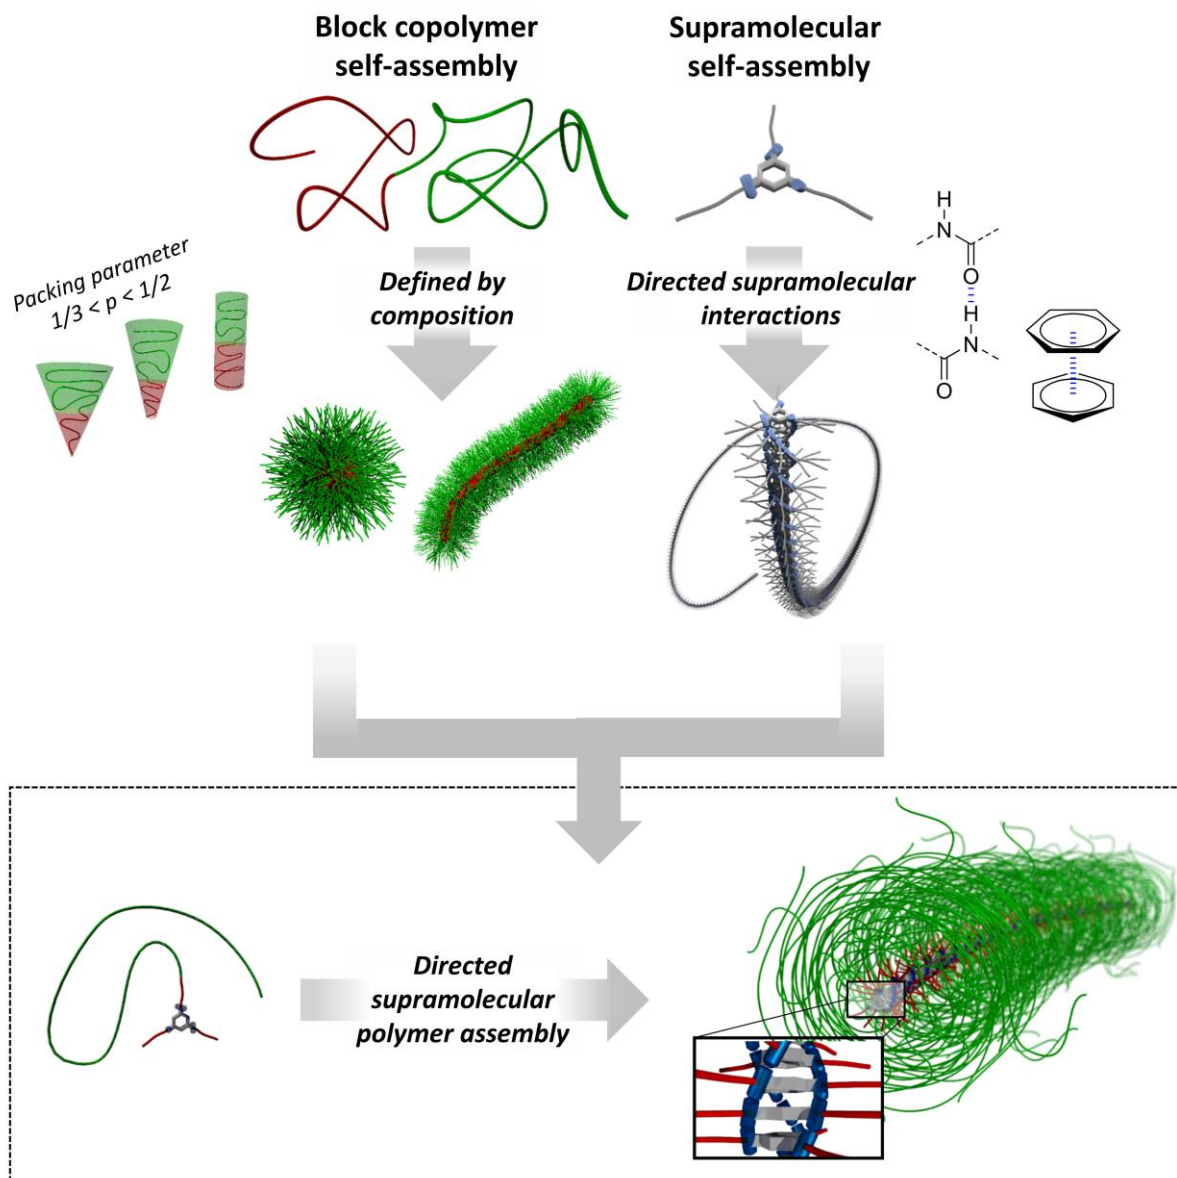 Block copolymer
self-assembly
Supramolecular
self-assembly
Packing parameter
1/3 < p < 1/2
Defined by
composition
Directed supramolecular
interactions
H
N
O
H
N
O
Directed
supramolecular
polymer assembly